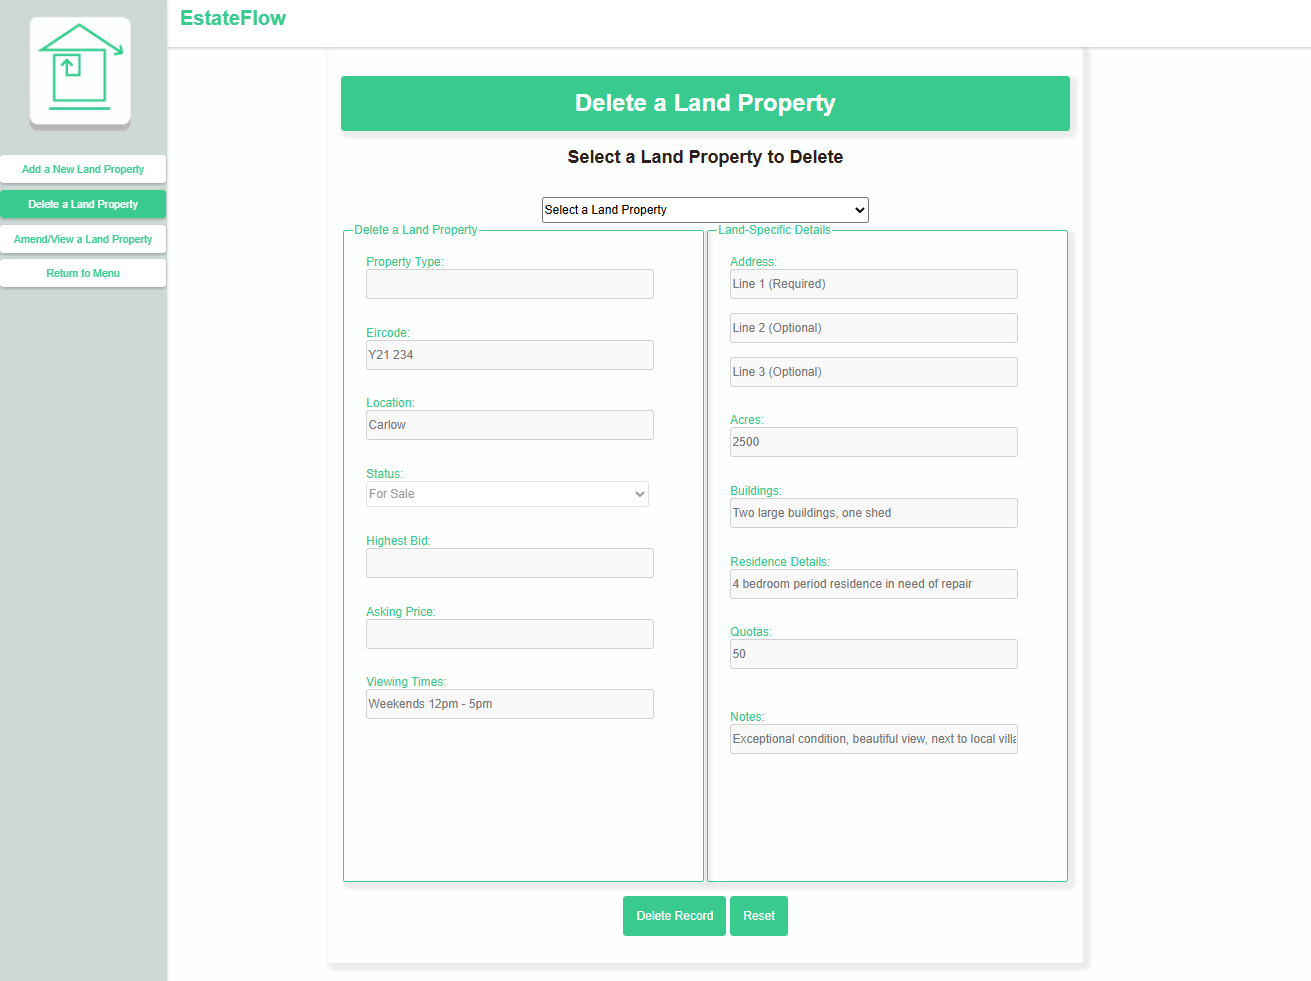 EstateFlow
Add a New Land Property
Delete a Land Property
Amend/View a Land Property
Return to Menu
Delete a Land Property
Select a Land Property to Delete
Select a Land Property
Delete a Land Property
Property Type:
Eircode:
Y21 234
Location:
Carlow
Status:
For Sale
Highest Bid:
Asking Price:
Viewing Times:
Weekends 12pm - 5pm
Land-Specific Details
Address:
Line 1 (Required)
Line 2 (Optional)
Line 3 (Optional)
Acres:
2500
Buildings:
Two large buildings, one shed
Residence Details:
4 bedroom period residence in need of repair
Quotas:
50
Notes:
Exceptional condition, beautiful view, next to local villa
Delete Record
Reset